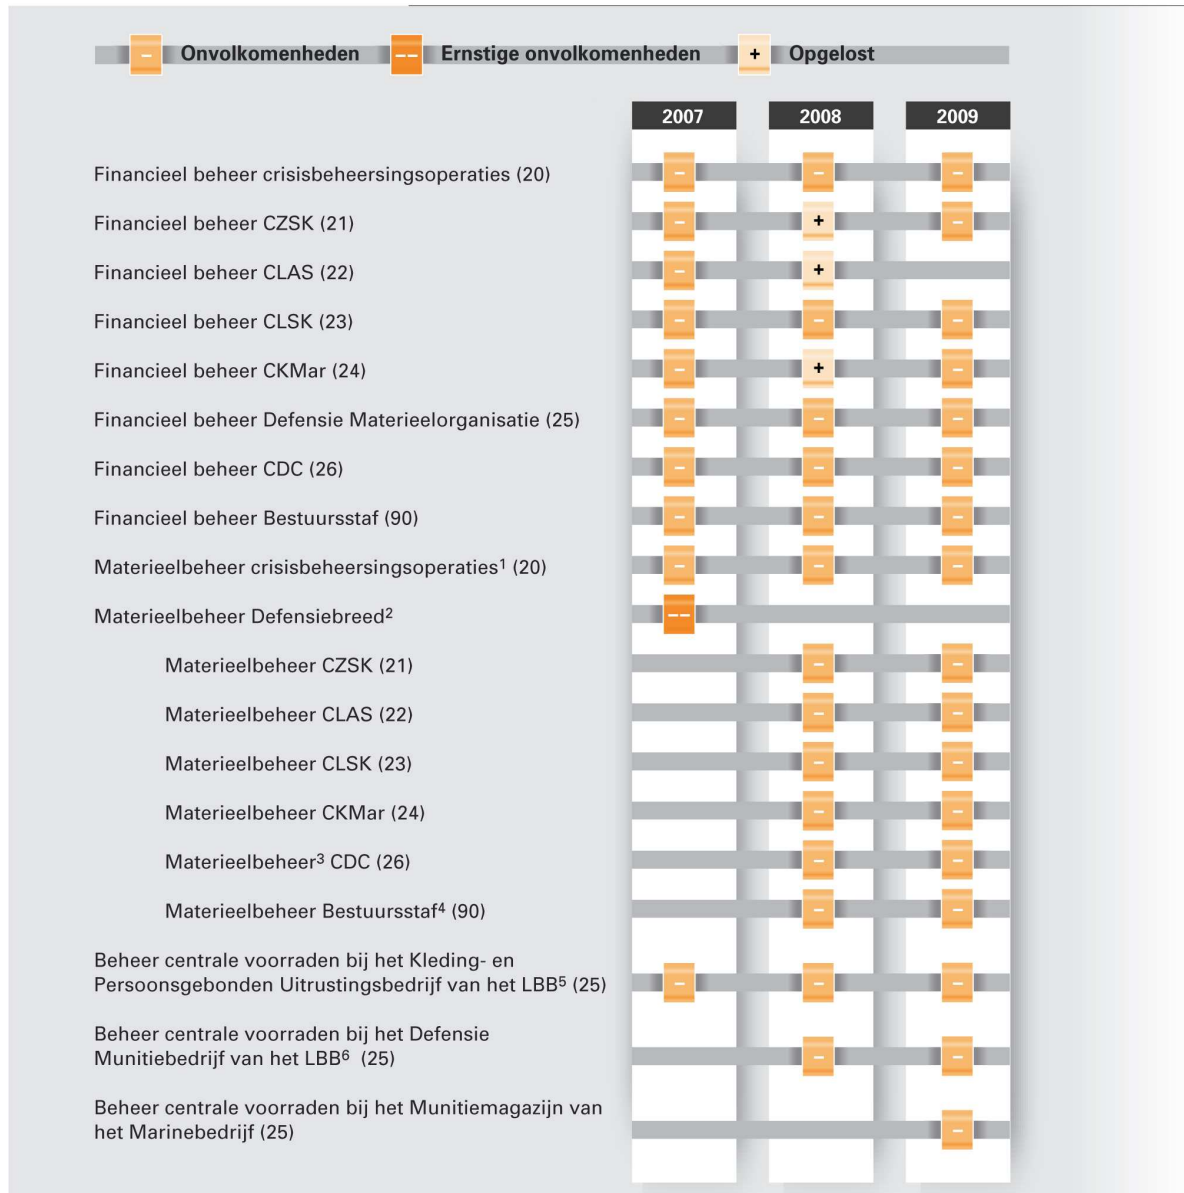 – Onvolkomenheden –– Ernstige onvolkomenheden + Opgelost
2007 2008 2009
Financieel beheer crisisbeheersingsoperaties (20) – – –
Financieel beheer CZSK (21) – + –
Financieel beheer CLAS (22) – +
Financieel beheer CLSK (23) – – –
Financieel beheer CKMar (24) – + –
Financieel beheer Defensie Materieelorganisatie (25) – – –
Financieel beheer CDC (26) – – –
Financieel beheer Bestuursstaf (90) – – –
Materieelbeheer crisisbeheersingsoperaties¹ (20) – – –
Materieelbeheer Defensiebreed² ––
Materieelbeheer CZSK (21) – –
Materieelbeheer CLAS (22) – –
Materieelbeheer CLSK (23) – –
Materieelbeheer CKMar (24) – –
Materieelbeheer³ CDC (26) – –
Materieelbeheer Bestuursstaf⁴ (90) – –
Beheer centrale voorraden bij het Kleding- en
Persoonsgebonden Uitrustingsbedrijf van het LBB⁵ (25) – – –
Beheer centrale voorraden bij het Defensie
Munitiebedrijf van het LBB⁶ (25) – –
Beheer centrale voorraden bij het Munitiemagazijn van
het Marinebedrijf (25) –